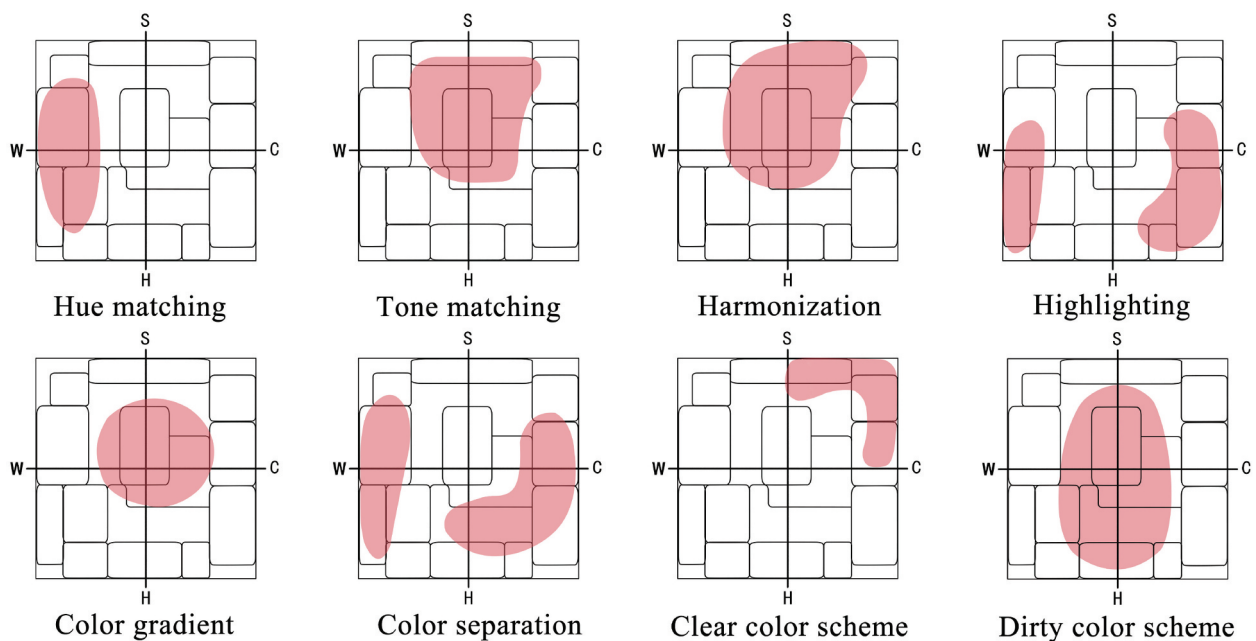 S S S S
W C W C W C W C
H H H H
Hue matching Tone matching Harmonization Highlighting
S S S S
W C W C W C W C
H H H H
Color gradient Color separation Clear color scheme Dirty color scheme